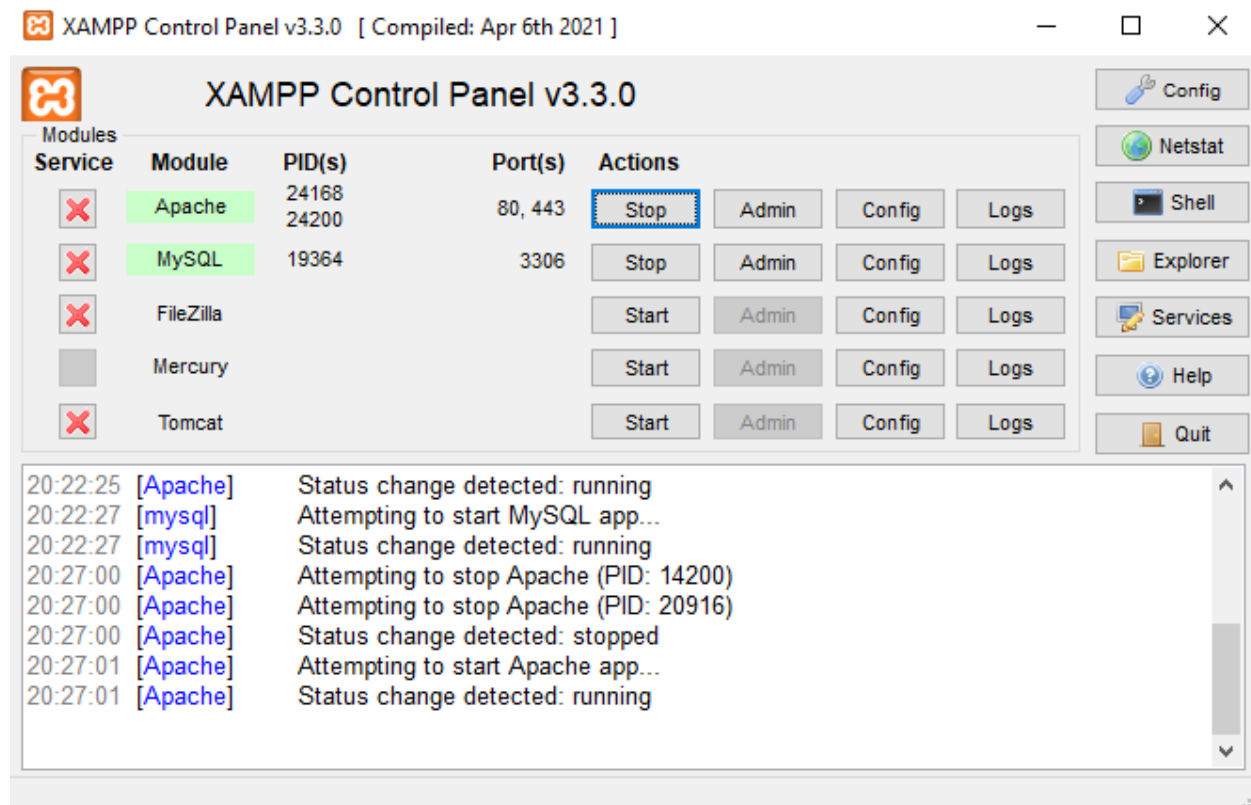 XAMPP Control Panel v3.3.0 [ Compiled: Apr 6th 2021 ]
XAMPP Control Panel v3.3.0
Config
Modules
Service Module PID(s) Port(s) Actions
Netstat
Apache 24168 24200 80, 443 Stop Admin Config Logs
Shell
MySQL 19364 3306 Stop Admin Config Logs
Explorer
FileZilla Start Admin Config Logs
Services
Mercury Start Admin Config Logs
Help
Tomcat Start Admin Config Logs
Quit
20:22:25 [Apache] Status change detected: running
20:22:27 [mysql] Attempting to start MySQL app...
20:22:27 [mysql] Status change detected: running
20:27:00 [Apache] Attempting to stop Apache (PID: 14200)
20:27:00 [Apache] Attempting to stop Apache (PID: 20916)
20:27:00 [Apache] Status change detected: stopped
20:27:01 [Apache] Attempting to start Apache app...
20:27:01 [Apache] Status change detected: running